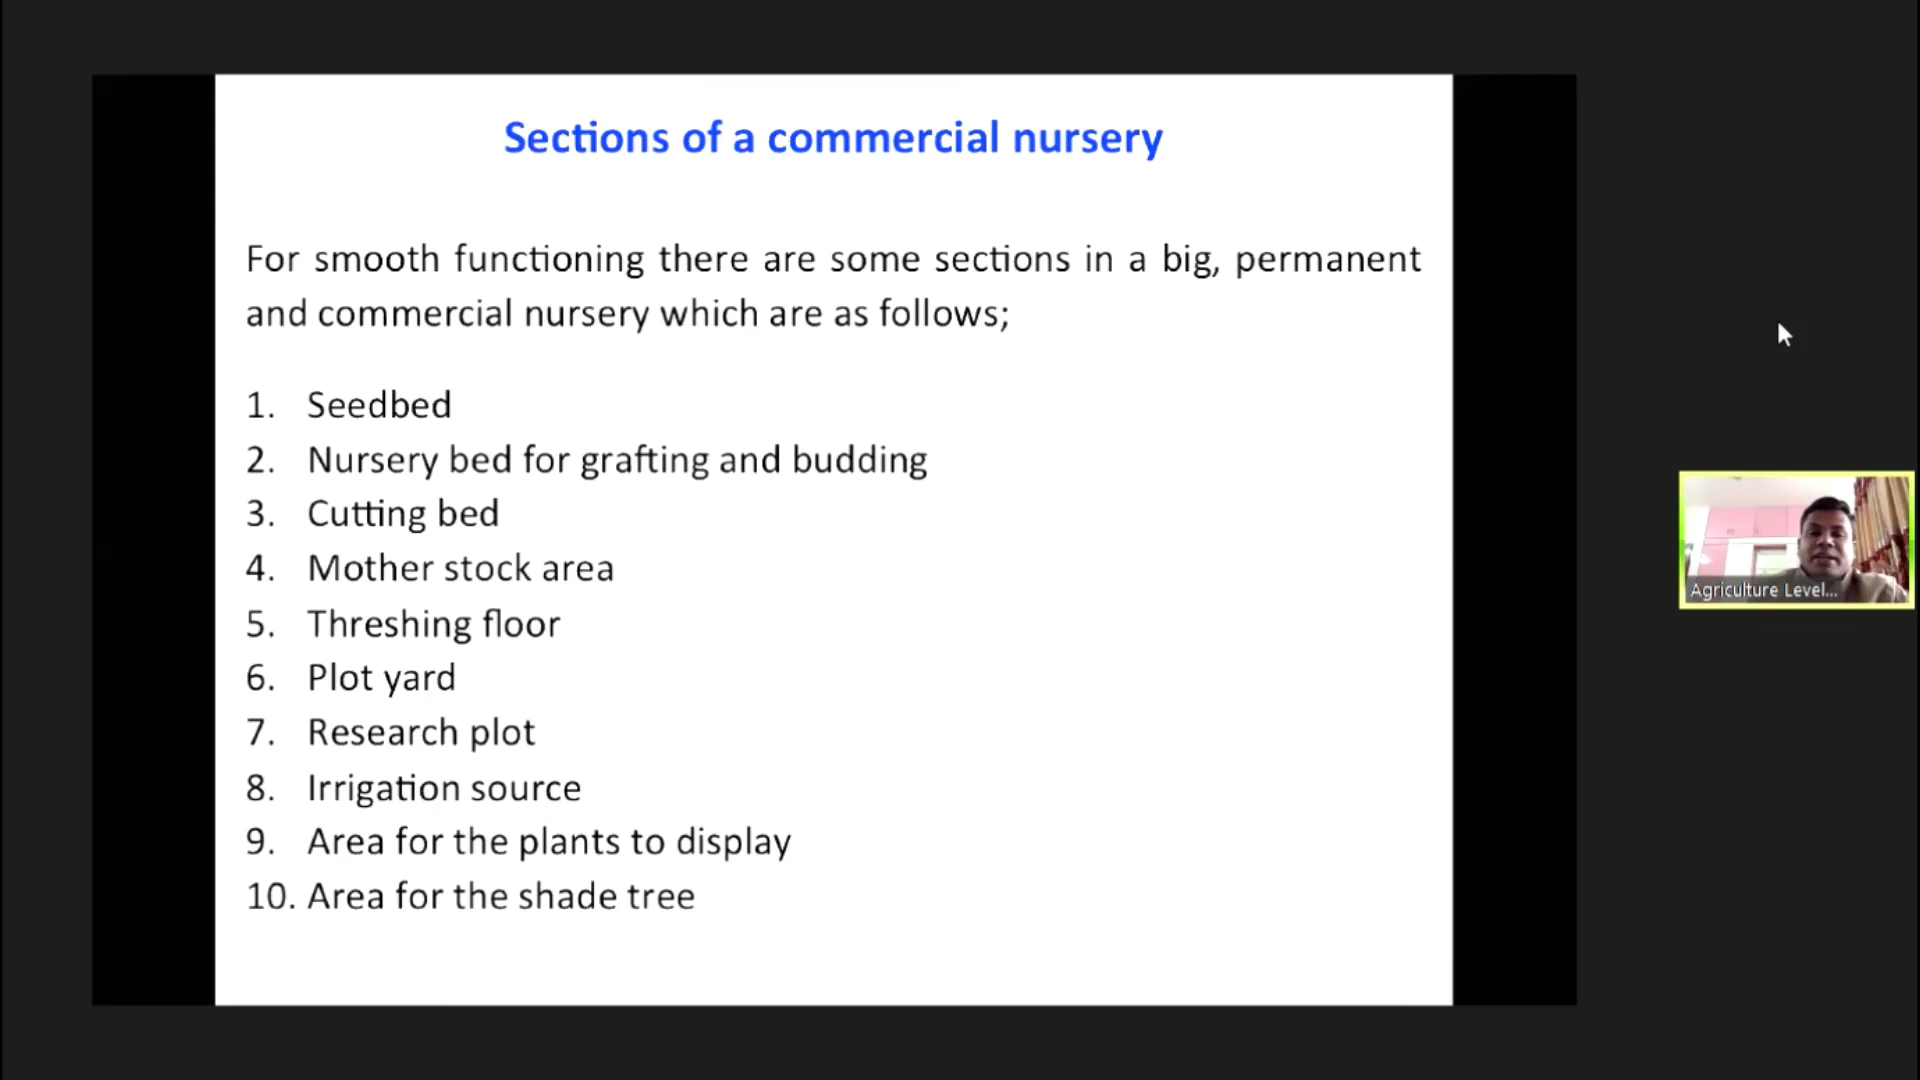 Sections of a commercial nursery
For smooth functioning there are some sections in a big, permanent
and commercial nursery which are as follows;
1. Seedbed
2. Nursery bed for grafting and budding
3. Cutting bed
4. Mother stock area
5. Threshing floor
6. Plot yard
7. Research plot
8. Irrigation source
9. Area for the plants to display
10. Area for the shade tree
Agriculture Level...